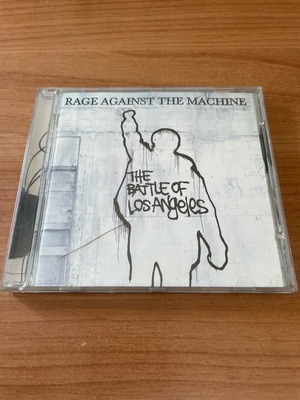 RAGE AGAINST THE MACHINE
THE
BATTLE OF
LOS ANGELES